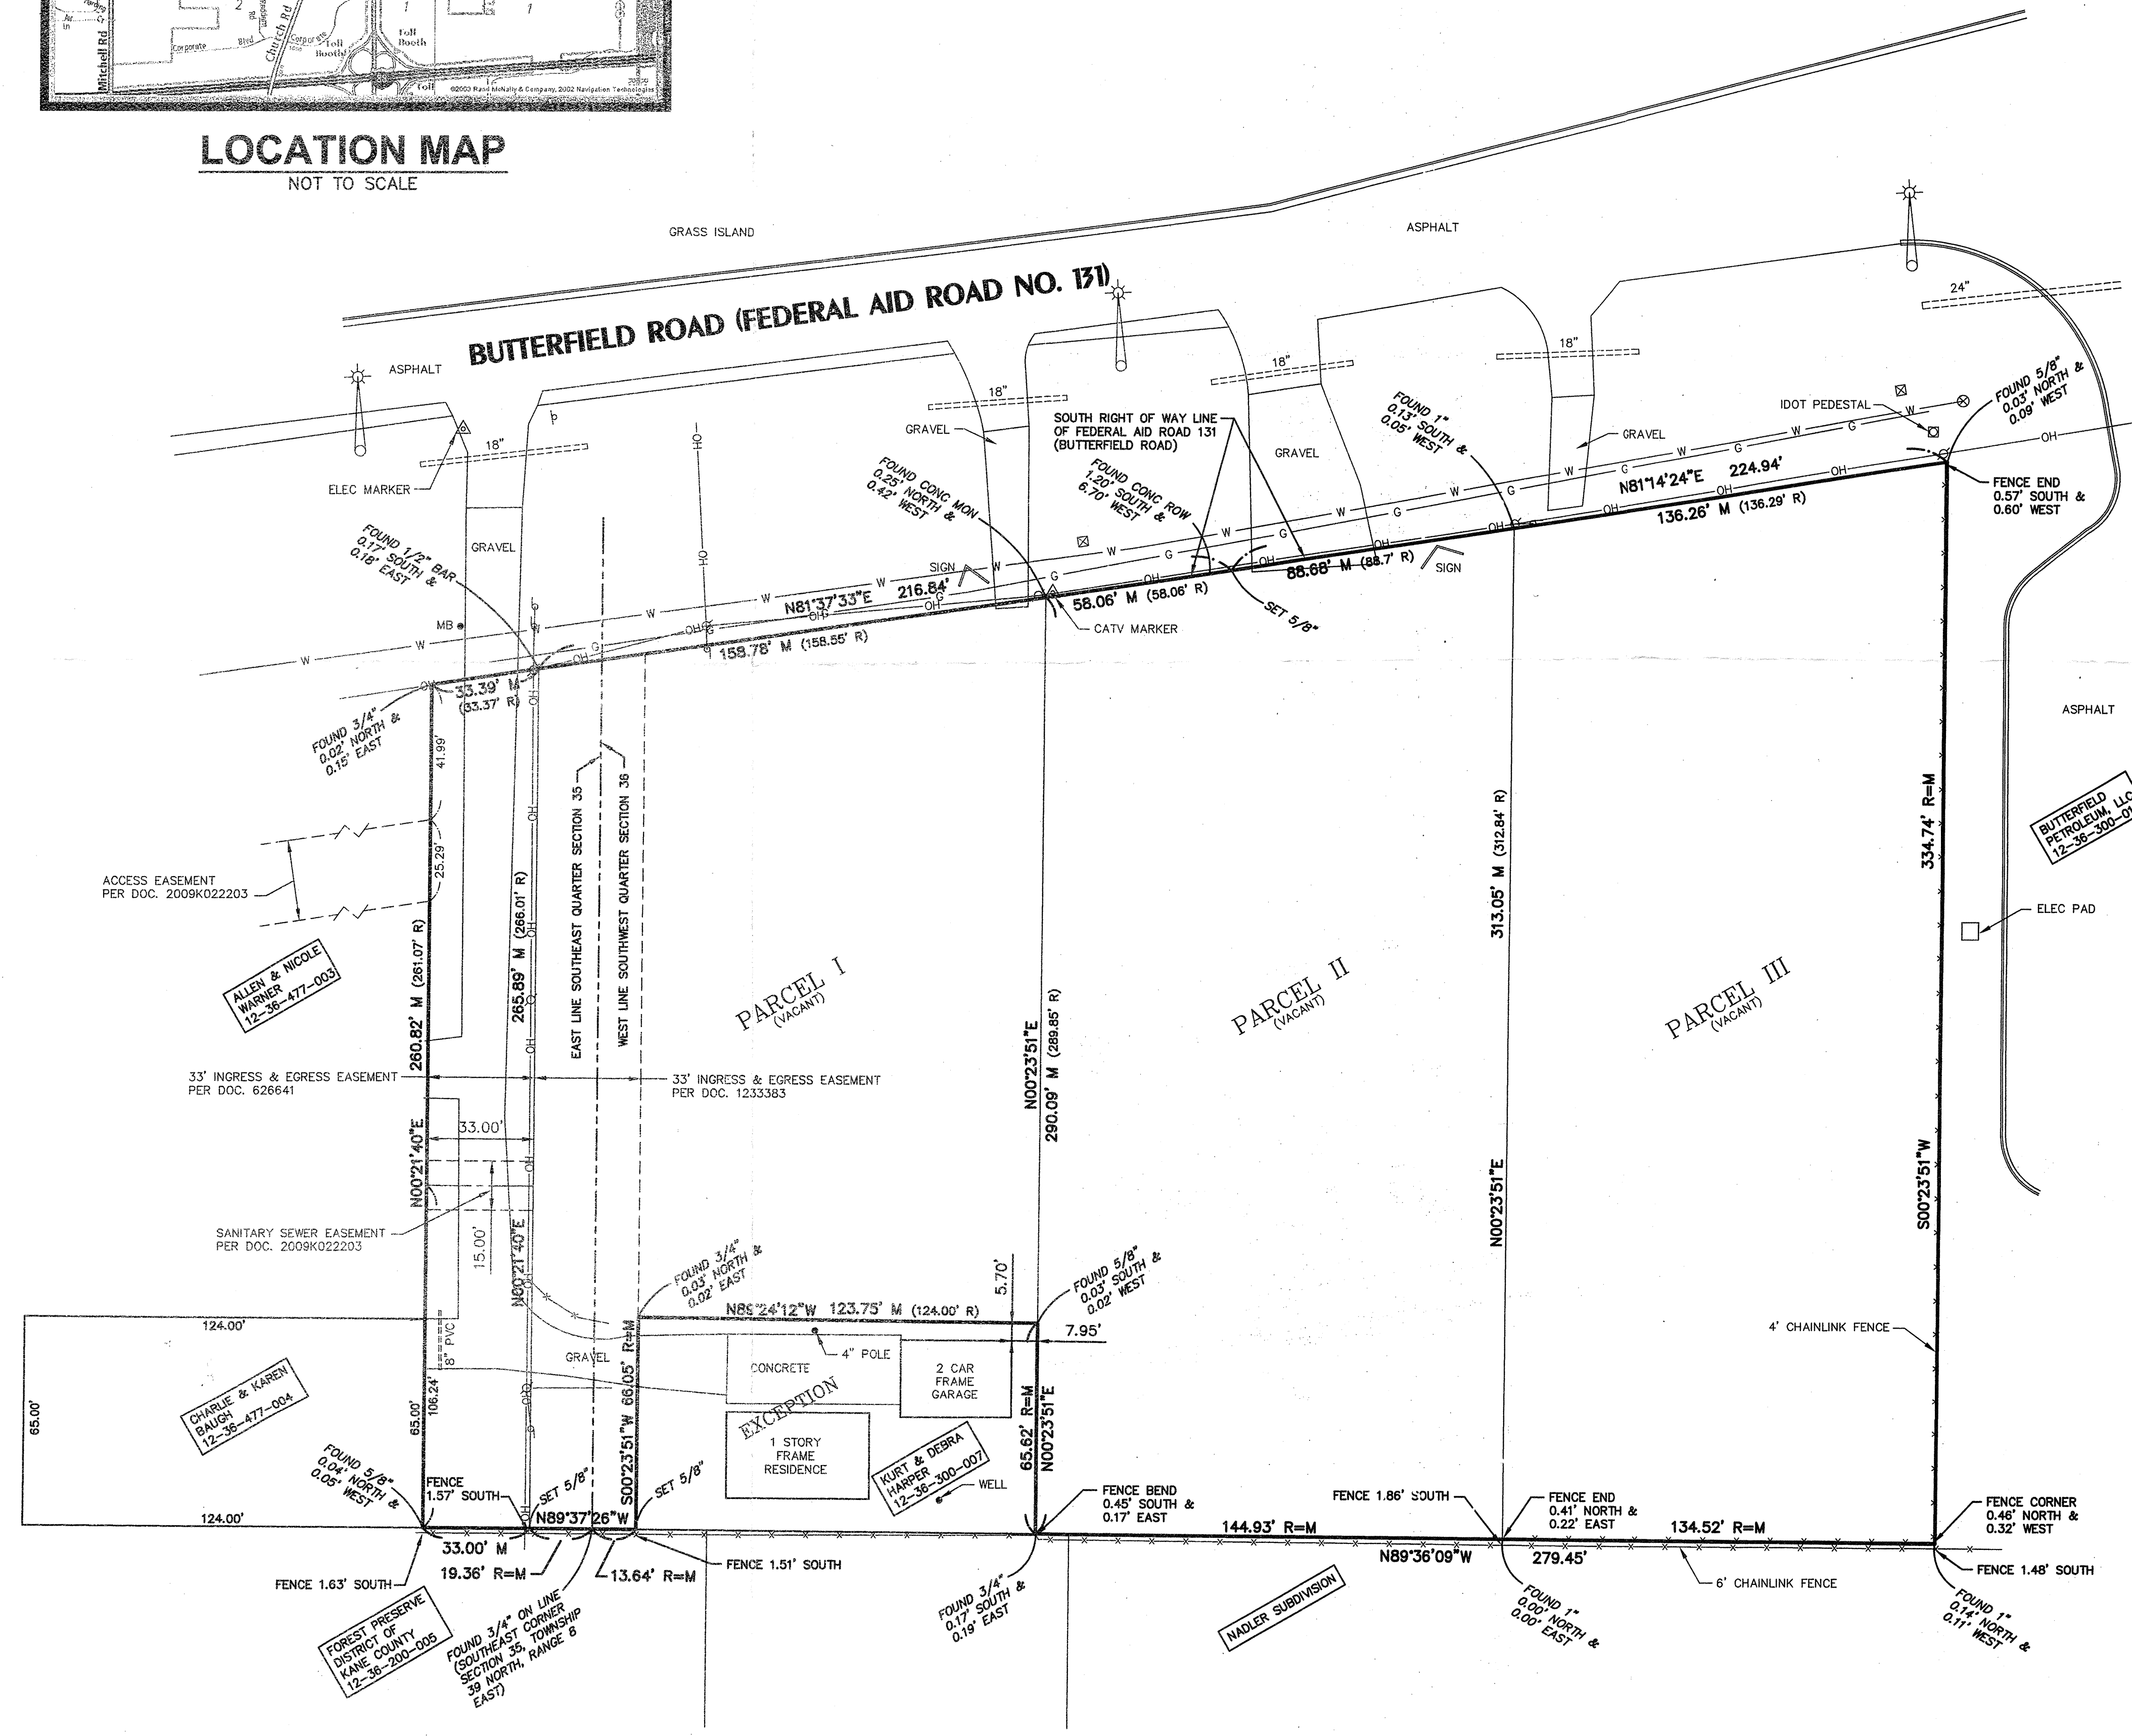 Mitchell Rd
Church Rd
2
1
1
Corporate Blvd
Corporate
Toll
Booth
Toll
Booth
Toll
©2003 Rand McNally & Company, 2002 Navigation Technologies
LOCATION MAP
NOT TO SCALE
GRASS ISLAND
ASPHALT
BUTTERFIELD ROAD (FEDERAL AID ROAD NO. 131)
ASPHALT
24"
18"
18"
18"
18"
ELEC MARKER
GRAVEL
GRAVEL
GRAVEL
GRAVEL
SOUTH RIGHT OF WAY LINE
OF FEDERAL AID ROAD 131
(BUTTERFIELD ROAD)
IDOT PEDESTAL
FOUND 5/8"
0.03' NORTH &
0.09' WEST
FOUND 1"
0.13' SOUTH &
0.05' WEST
FOUND CONC MON
0.25' NORTH &
0.42' WEST
FOUND CONC ROW
1.20' SOUTH &
6.70' WEST
FOUND 1/2" BAR
0.17' SOUTH &
0.18' EAST
FENCE END
0.57' SOUTH &
0.60' WEST
N81°14'24"E 224.94'
136.26' M (136.29' R)
88.68' M (88.7' R)
SIGN
SIGN
SET 5/8"
58.06' M (58.06' R)
CATV MARKER
N81°37'33"E 216.84'
158.78' M (158.55' R)
MB
33.39' M
(33.37' R)
FOUND 3/4"
0.02' NORTH &
0.15' EAST
41.99'
25.29'
ACCESS EASEMENT
PER DOC. 2009K022203
ALLEN & NICOLE
WARNER
12-36-477-003
260.82' M (261.07' R)
N00°21'40"E
265.89' M (266.01' R)
N00°21'40"E
EAST LINE SOUTHEAST QUARTER SECTION 35
WEST LINE SOUTHWEST QUARTER SECTION 36
PARCEL I
(VACANT)
PARCEL II
(VACANT)
PARCEL III
(VACANT)
N00°23'51"E
290.09' M (289.85' R)
313.05' M (312.84' R)
N00°23'51"E
334.74' R=M
S00°23'51"W
ASPHALT
BUTTERFIELD
PETROLEUM, LLC
ELEC PAD
33' INGRESS & EGRESS EASEMENT
PER DOC. 626641
33' INGRESS & EGRESS EASEMENT
PER DOC. 1233383
33.00'
SANITARY SEWER EASEMENT
PER DOC. 2009K022203
15.00'
FOUND 3/4"
0.03' NORTH &
0.02' EAST
N89°24'12"W 123.75' M (124.00' R)
5.70'
FOUND 5/8"
0.03' SOUTH &
0.02' WEST
7.95'
124.00'
65.00'
CHARLIE & KAREN
BAUGH
12-36-477-004
65.00'
106.24'
8" PVC
124.00'
GRAVEL
S00°23'51"W 66.05' R=M
4" POLE
CONCRETE
EXCEPTION
2 CAR
FRAME
GARAGE
1 STORY
FRAME
RESIDENCE
KURT & DEBRA
HARPER
12-36-300-007
WELL
65.62' R=M
N00°23'51"E
4' CHAINLINK FENCE
FOUND 5/8"
0.04' NORTH &
0.05' WEST
FENCE
1.57' SOUTH
SET 5/8"
N89°37'26"W
SET 5/8"
33.00' M
19.36' R=M
13.64' R=M
FENCE 1.51' SOUTH
FENCE 1.63' SOUTH
FOREST PRESERVE
DISTRICT OF
KANE COUNTY
12-36-200-005
FOUND 3/4" ON LINE
(SOUTHEAST CORNER
SECTION 35, TOWNSHIP
39 NORTH, RANGE 8
EAST)
FENCE BEND
0.45' SOUTH &
0.17' EAST
144.93' R=M
FENCE 1.86' SOUTH
FENCE END
0.41' NORTH &
0.22' EAST
134.52' R=M
FENCE CORNER
0.46' NORTH &
0.32' WEST
N89°36'09"W 279.45'
6' CHAINLINK FENCE
FENCE 1.48' SOUTH
FOUND 3/4"
0.17' SOUTH &
0.19' EAST
NADLER SUBDIVISION
FOUND 1"
0.00' NORTH &
0.00' EAST
FOUND 1"
0.14' NORTH &
0.11' WEST